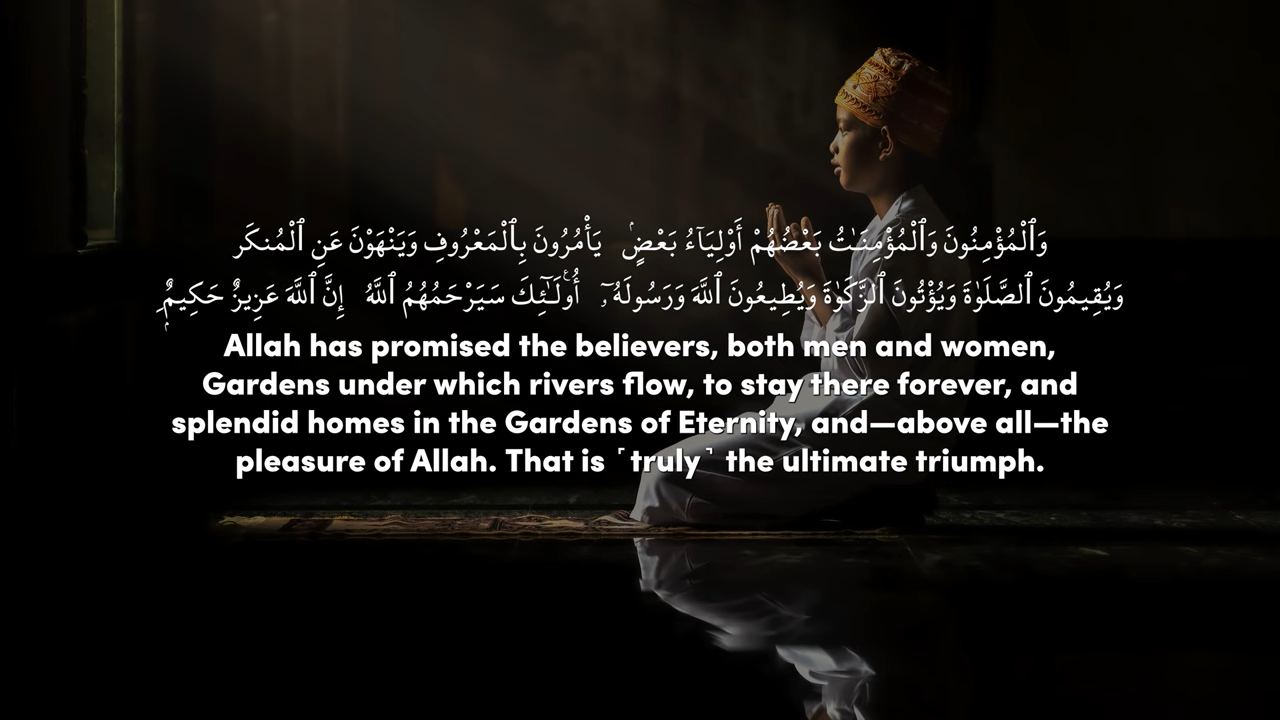 وَٱلْمُؤْمِنُونَ وَٱلْمُؤْمِنَـٰتُ بَعْضُهُمْ أَوْلِيَآءُ بَعْضٍۢ يَأْمُرُونَ بِٱلْمَعْرُوفِ وَيَنْهَوْنَ عَنِ ٱلْمُنكَرِ
وَيُقِيمُونَ ٱلصَّلَوٰةَ وَيُؤْتُونَ ٱلزَّكَوٰةَ وَيُطِيعُونَ ٱللَّهَ وَرَسُولَهُۥٓ أُو۟لَـٰٓئِكَ سَيَرْحَمُهُمُ ٱللَّهُ إِنَّ ٱللَّهَ عَزِيزٌ حَكِيمٌۭ
Allah has promised the believers, both men and women,
Gardens under which rivers flow, to stay there forever, and
splendid homes in the Gardens of Eternity, and—above all—the
pleasure of Allah. That is ˹truly˺ the ultimate triumph.